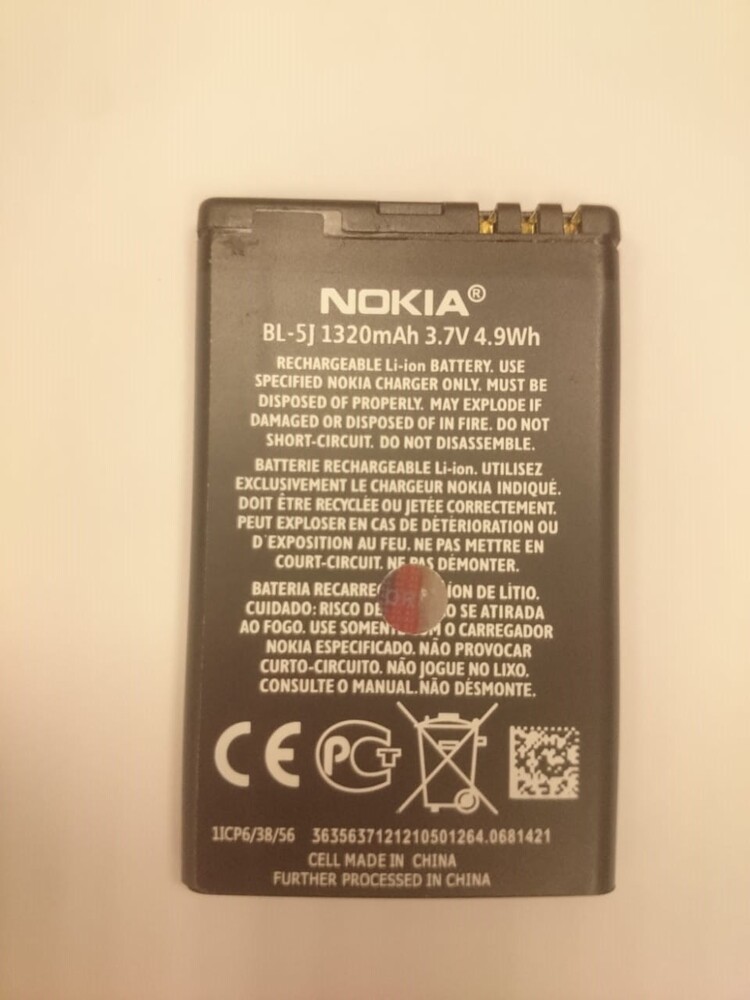 NOKIA®
BL-5J 1320mAh 3.7V 4.9Wh
RECHARGEABLE Li-ion BATTERY. USE
SPECIFIED NOKIA CHARGER ONLY. MUST BE
DISPOSED OF PROPERLY. MAY EXPLODE IF
DAMAGED OR DISPOSED OF IN FIRE. DO NOT
SHORT-CIRCUIT. DO NOT DISASSEMBLE.
BATTERIE RECHARGEABLE Li-ion. UTILISEZ
EXCLUSIVEMENT LE CHARGEUR NOKIA INDIQUÉ.
DOIT ÊTRE RECYCLÉE OU JETÉE CORRECTEMENT.
PEUT EXPLOSER EN CAS DE DÉTÉRIORATION OU
D'EXPOSITION AU FEU. NE PAS METTRE EN
COURT-CIRCUIT. NE PAS DÉMONTER.
BATERIA ÍON DE LÍTIO.
CUIDADO: RISCO DE SE ATIRADA
AO FOGO. USE O CARREGADOR
NOKIA ESPECIFICADO. NÃO PROVOCAR
CURTO-CIRCUITO. NÃO JOGUE NO LIXO.
CONSULTE O MANUAL.NÃO DESMONTE.
CE PCT
1ICP6/38/56 3635637121210501264.0681421
CELL MADE IN CHINA
FURTHER PROCESSED IN CHINA